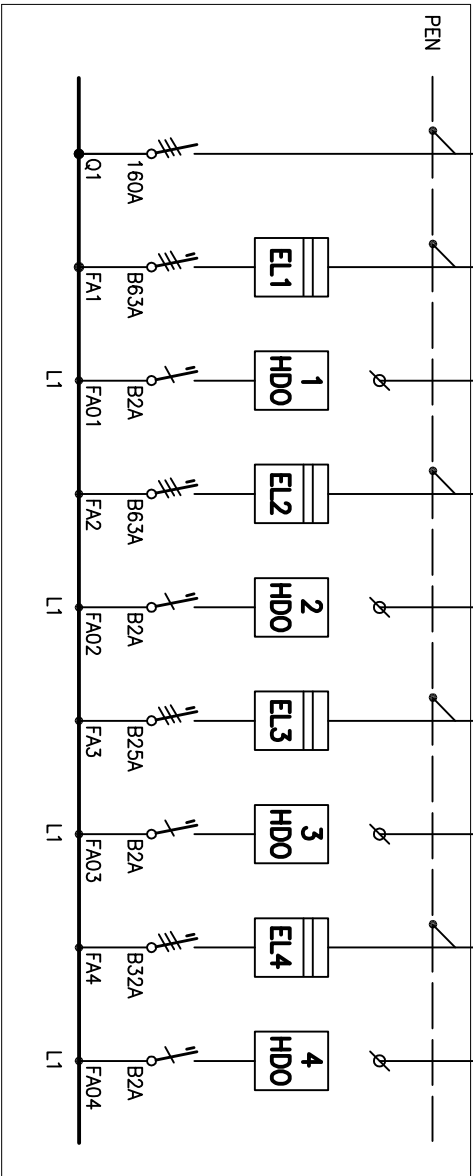 PEN
Q1
160A
FA1
B63A
EL1
L1
FA01
B2A
1
HDO
FA2
B63A
EL2
L1
FA02
B2A
2
HDO
FA3
B25A
EL3
L1
FA03
B2A
3
HDO
FA4
B32A
EL4
L1
FA04
B2A
4
HDO